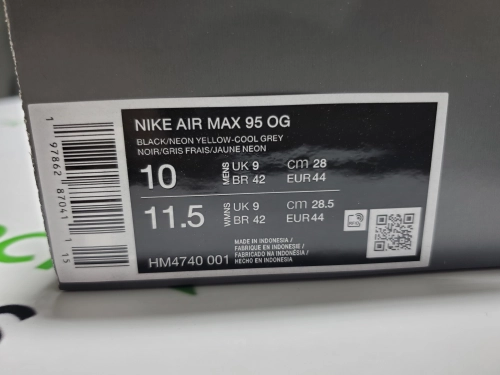 NIKE AIR MAX 95 OG
BLACK/NEON YELLOW-COOL GREY
NOIR/GRIS FRAIS/JAUNE NEON
10 MENS UK 9 cm 28
BR 42 EUR 44
11.5 WMNS UK 9 cm 28.5
BR 42 EUR 44
MADE IN INDONESIA /
FABRIQUE EN INDONESIE /
FABRICADO NA INDONÉSIA /
HECHO EN INDONESIA
HM4740 001
1 97862 87041 1 13